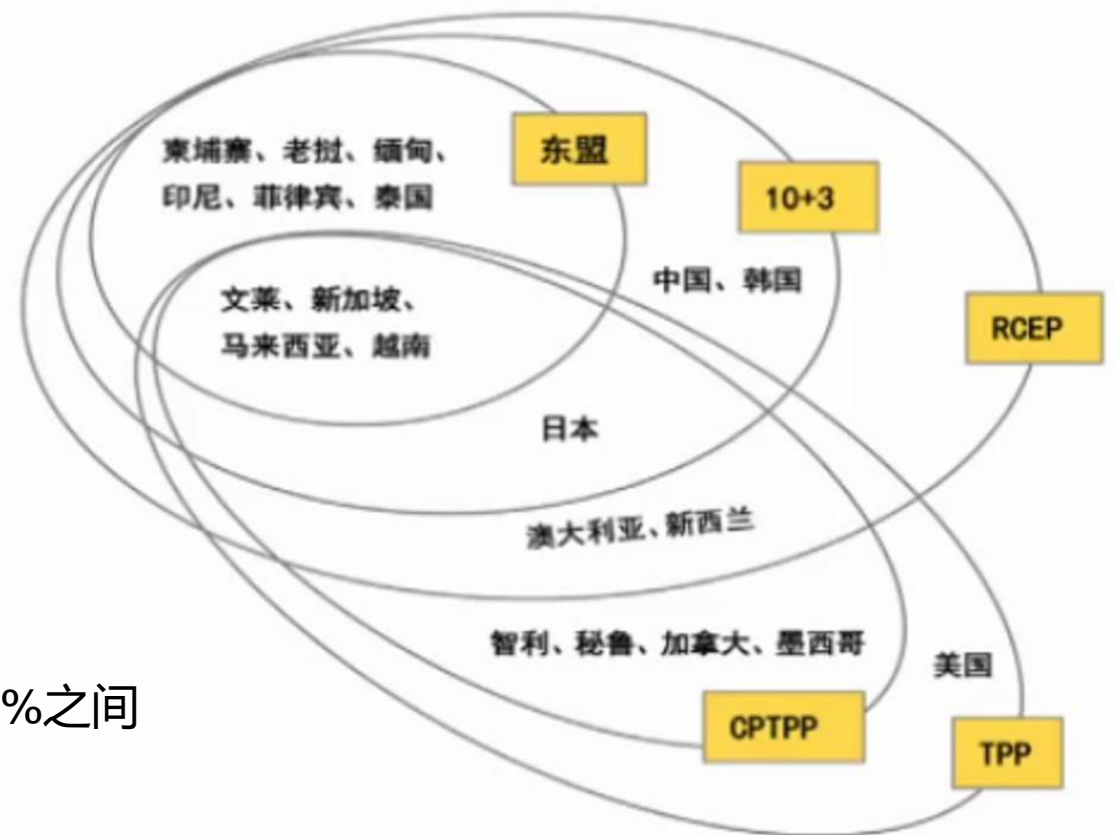 柬埔寨、老挝、缅甸、
印尼、菲律宾、泰国
东盟
10+3
文莱、新加坡、
马来西亚、越南
中国、韩国
RCEP
日本
澳大利亚、新西兰
智利、秘鲁、加拿大、墨西哥
美国
%之间
CPTPP
TPP